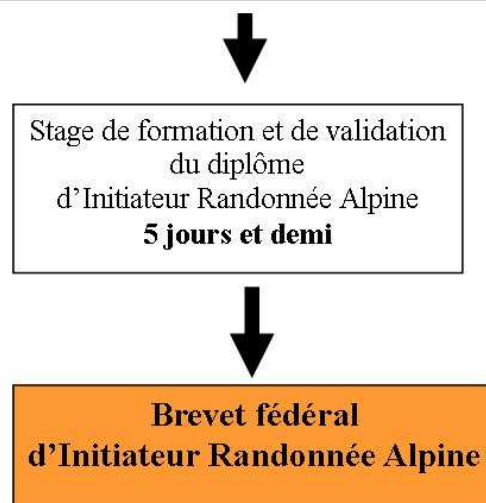 Stage de formation et de validation
du diplôme
d’Initiateur Randonnée Alpine
5 jours et demi
Brevet fédéral
d’Initiateur Randonnée Alpine